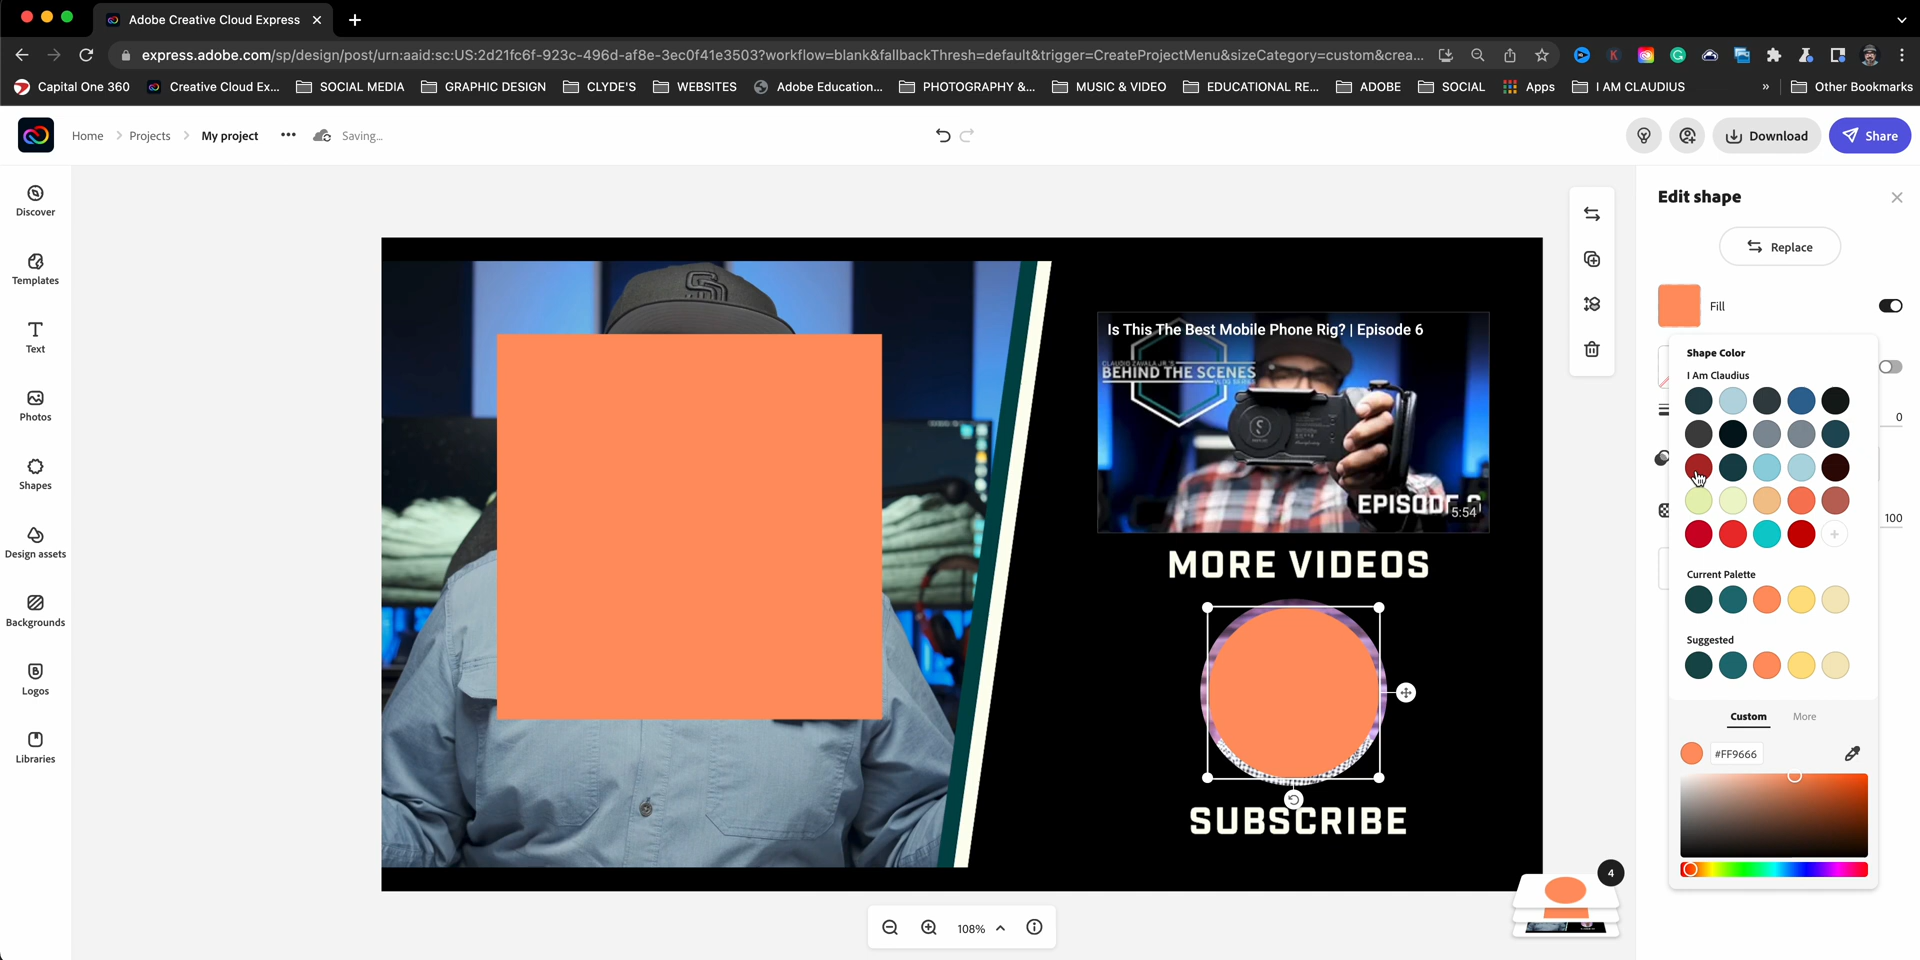 Adobe Creative Cloud Express
express.adobe.com/sp/design/post/urn:aaid:sc:US:2d21fc6f-923c-496d-af8e-3ec0f41e3503?workflow=blank&fallbackThresh=default&trigger=CreateProjectMenu&sizeCategory=custom&crea...
Capital One 360
Creative Cloud Ex...
SOCIAL MEDIA
GRAPHIC DESIGN
CLYDE'S
WEBSITES
Adobe Education...
PHOTOGRAPHY &...
MUSIC & VIDEO
EDUCATIONAL RE...
ADOBE
SOCIAL
Apps
I AM CLAUDIUS
»
Other Bookmarks
Home
Projects
My project
Saving...
Download
Share
Discover
Templates
Text
Photos
Shapes
Design assets
Backgrounds
Logos
Libraries
Is This The Best Mobile Phone Rig? | Episode 6
CLAUDIO ZAVALA JR.'S
BEHIND THE SCENES
5:54
MORE VIDEOS
SUBSCRIBE
4
108%
Edit shape
Replace
Fill
Shape Color
I Am Claudius
0
100
Current Palette
Suggested
Custom
More
#FF9666